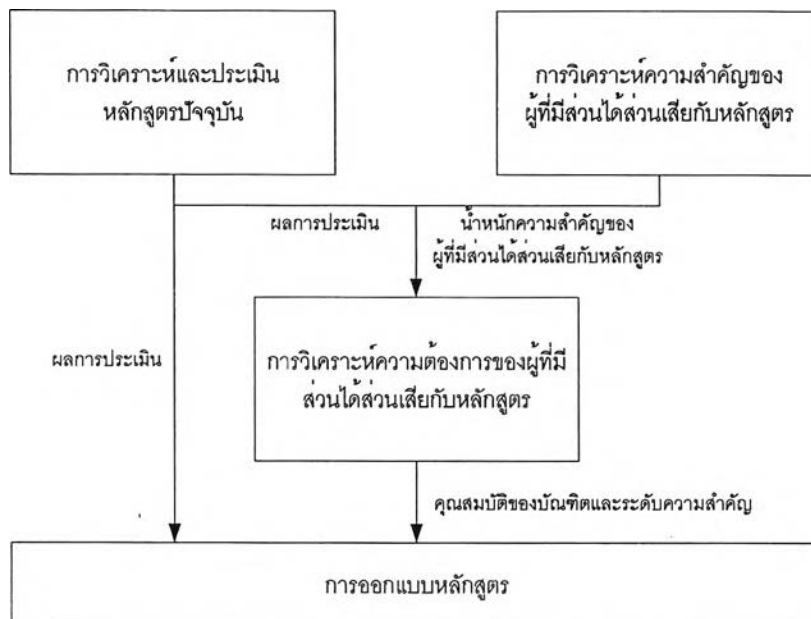 การวิเคราะห์และประเมิน
หลักสูตรปัจจุบัน
การวิเคราะห์ความสำคัญของ
ผู้ที่มีส่วนได้ส่วนเสียกับหลักสูตร
ผลการประเมิน
น้ำหนักความสำคัญของ
ผู้ที่มีส่วนได้ส่วนเสียกับหลักสูตร
ผลการประเมิน
การวิเคราะห์ความต้องการของผู้ที่มี
ส่วนได้ส่วนเสียกับหลักสูตร
คุณสมบัติของบัณฑิตและระดับความสำคัญ
การออกแบบหลักสูตร